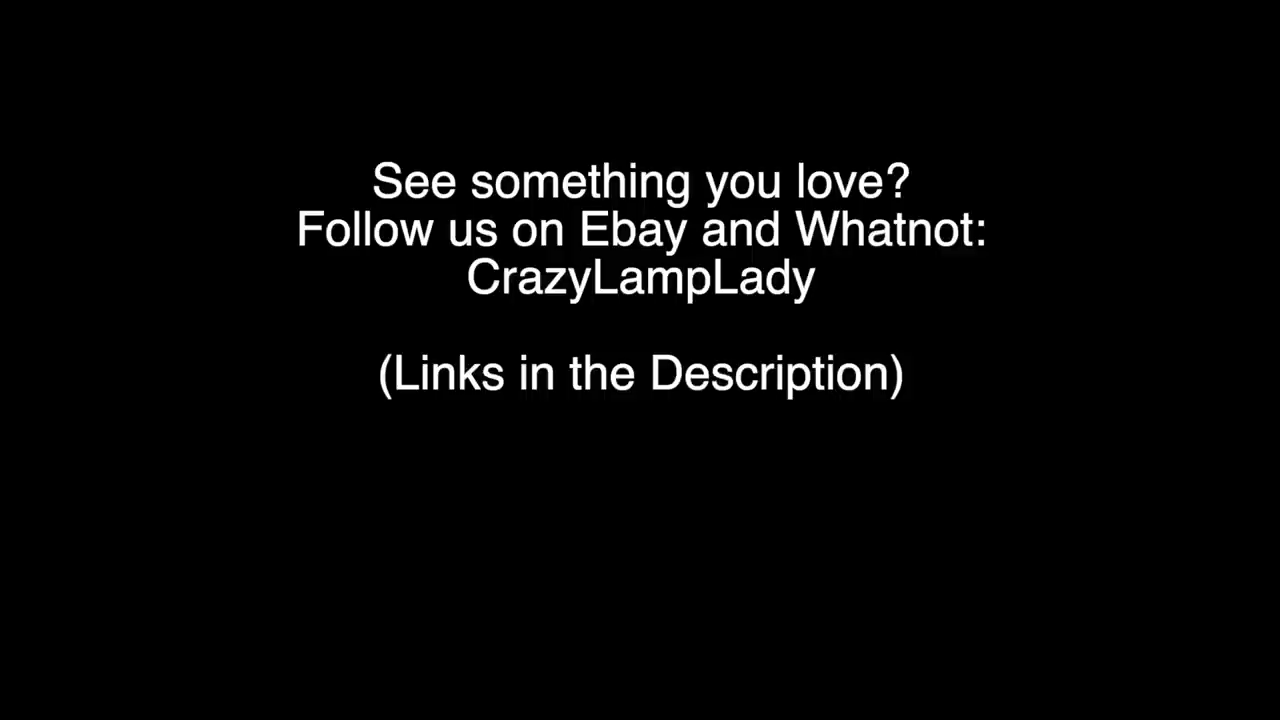 See something you love?
Follow us on Ebay and Whatnot:
CrazyLampLady
(Links in the Description)